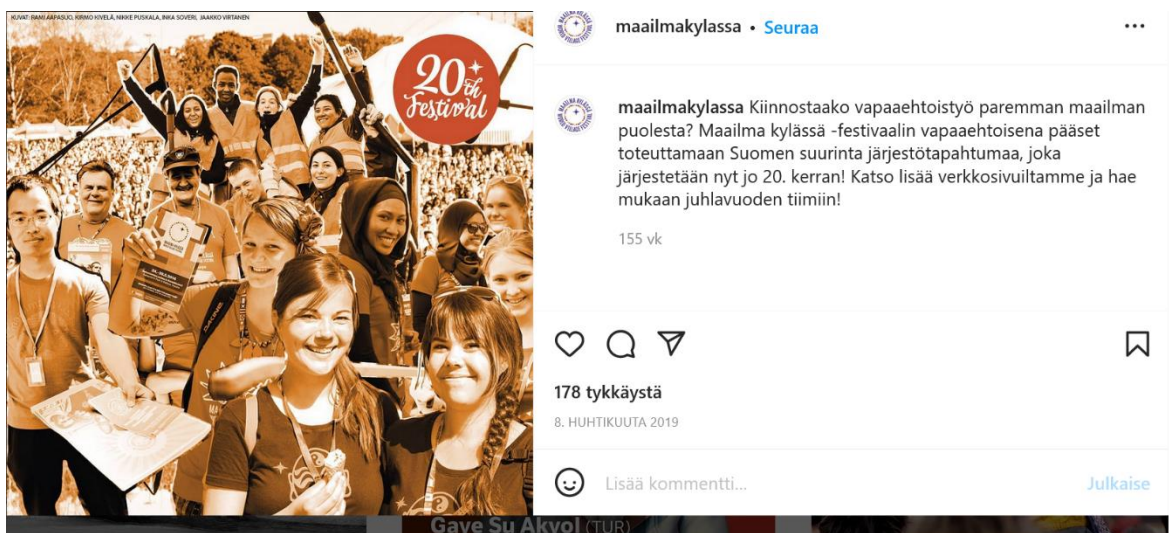 KUVAT: RAMI AAPASUO, KIRMO KIVELÄ, NIKKE PUSKALA, INKA SOVERI, JAAKKO VIRTANEN
20th
Festival
maailmakylassa • Seuraa
maailmakylassa Kiinnostaako vapaaehtoistyö paremman maailman
puolesta? Maailma kylässä -festivaalin vapaaehtoisena pääset
toteuttamaan Suomen suurinta järjestötapahtumaa, joka
järjestetään nyt jo 20. kerran! Katso lisää verkkosivuiltamme ja hae
mukaan juhlavuoden tiimiin!
155 vk
178 tykkäystä
8. HUHTIKUUTA 2019
Lisää kommentti...
Julkaise
Gaye Su Akyol (TUR)